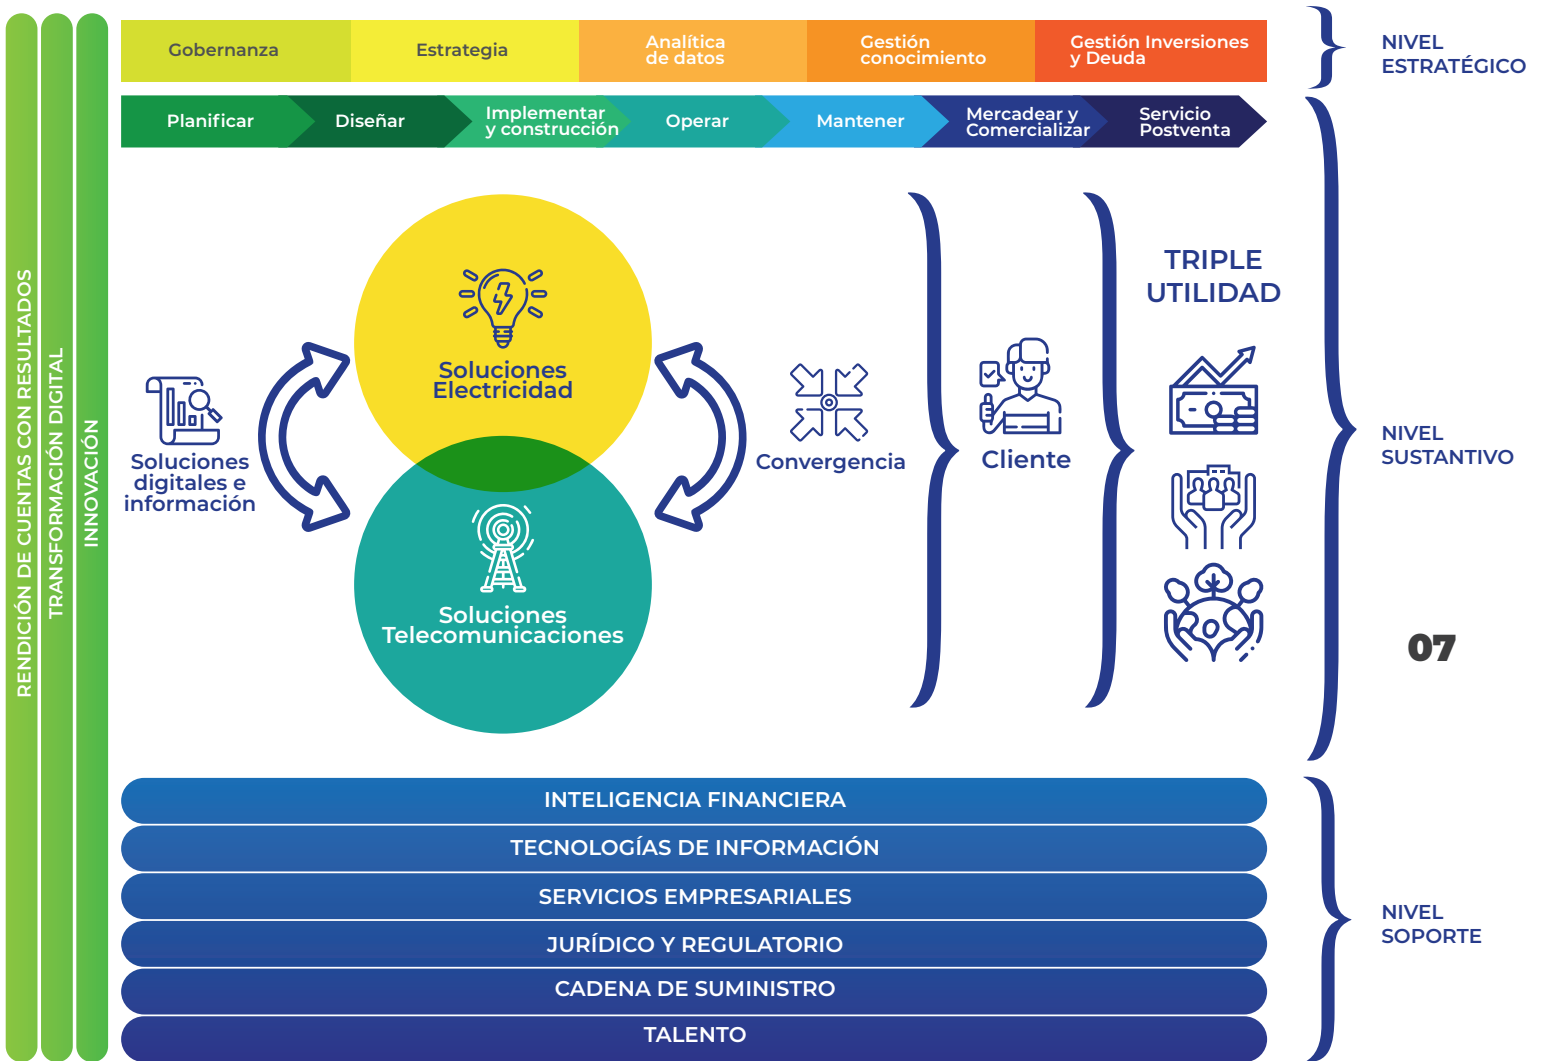 RENDICIÓN DE CUENTAS CON RESULTADOS
TRANSFORMACIÓN DIGITAL
INNOVACIÓN
Gobernanza
Estrategia
Analítica
de datos
Gestión
conocimiento
Gestión Inversiones
y Deuda
NIVEL
ESTRATÉGICO
Planificar
Diseñar
Implementar
y construcción
Operar
Mantener
Mercadear y
Comercializar
Servicio
Postventa
Soluciones
digitales e
información
Soluciones
Electricidad
Soluciones
Telecomunicaciones
Convergencia
Cliente
TRIPLE
UTILIDAD
NIVEL
SUSTANTIVO
07
INTELIGENCIA FINANCIERA
TECNOLOGÍAS DE INFORMACIÓN
SERVICIOS EMPRESARIALES
JURÍDICO Y REGULATORIO
CADENA DE SUMINISTRO
TALENTO
NIVEL
SOPORTE